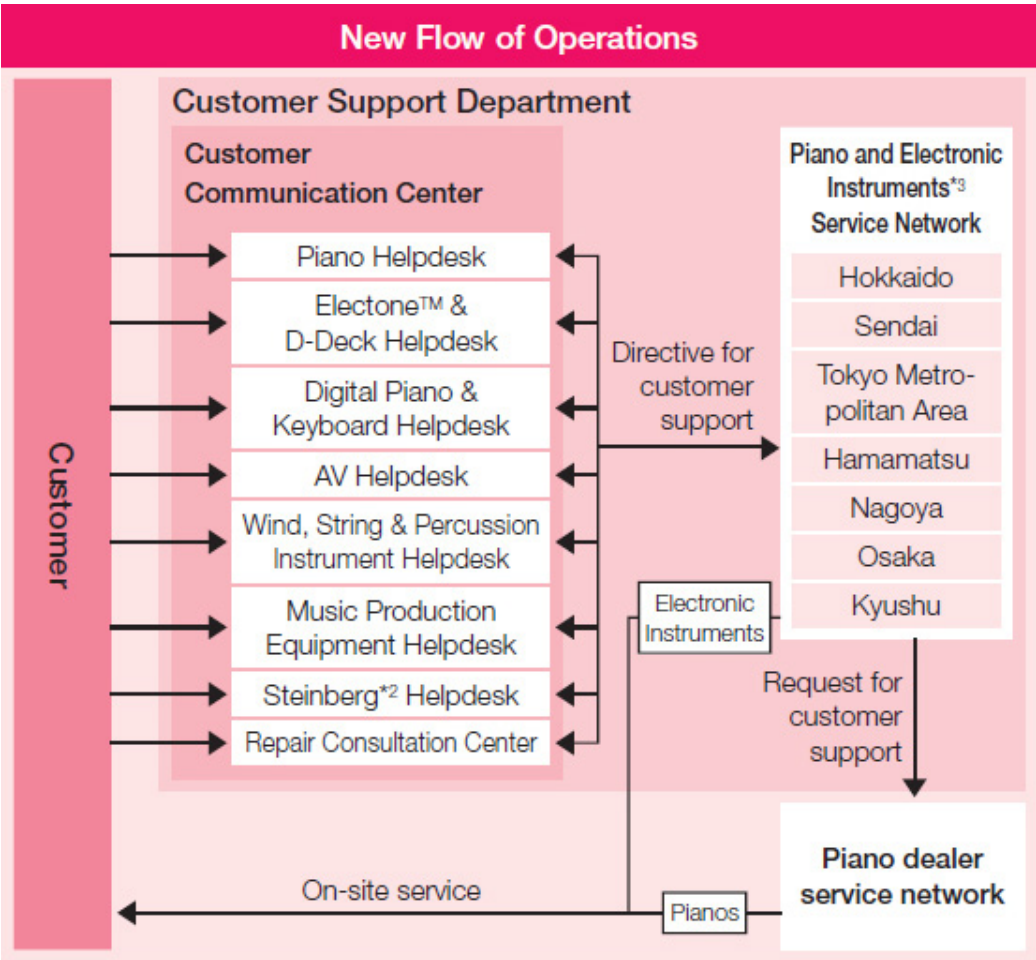 New Flow of Operations
Customer
Customer Support Department
Customer
Communication Center
Piano Helpdesk
Electone™ &
D-Deck Helpdesk
Digital Piano &
Keyboard Helpdesk
AV Helpdesk
Wind, String & Percussion
Instrument Helpdesk
Music Production
Equipment Helpdesk
Steinberg*2 Helpdesk
Repair Consultation Center
Directive for
customer
support
Piano and Electronic
Instruments*3
Service Network
Hokkaido
Sendai
Tokyo Metro-
politan Area
Hamamatsu
Nagoya
Osaka
Kyushu
Electronic
Instruments
Request for
customer
support
Piano dealer
service network
Pianos
On-site service